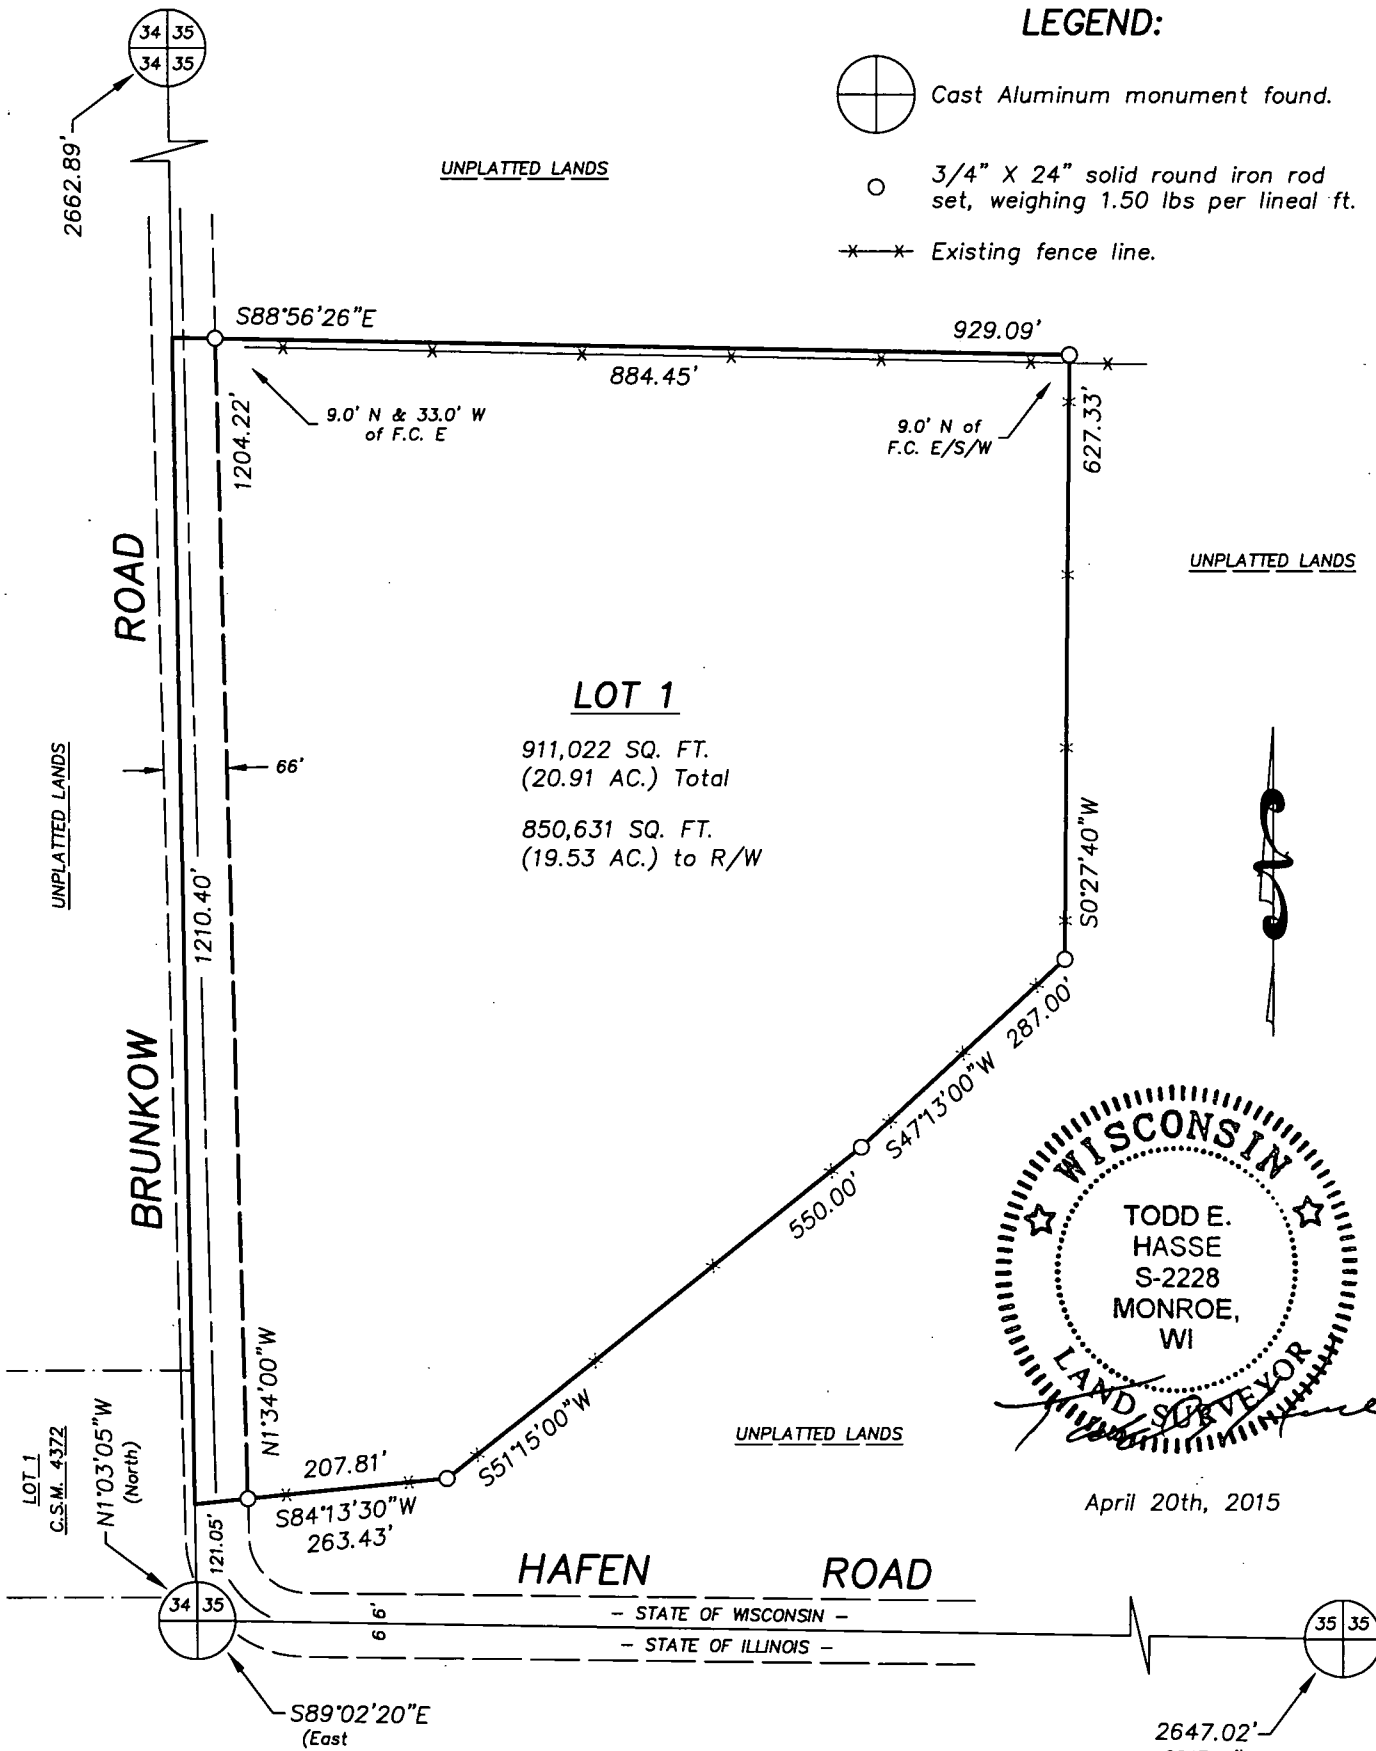 34 35
34 35
2662.89'
LEGEND:
Cast Aluminum monument found.
3/4" X 24" solid round iron rod
set, weighing 1.50 lbs per lineal ft.
Existing fence line.
UNPLATTED LANDS
S88°56'26"E
929.09'
884.45'
9.0' N & 33.0' W
of F.C. E
9.0' N of
F.C. E/S/W
1204.22'
627.33'
UNPLATTED LANDS
BRUNKOW ROAD
LOT 1
911,022 SQ. FT.
(20.91 AC.) Total
850,631 SQ. FT.
(19.53 AC.) to R/W
66'
UNPLATTED LANDS
1210.40'
S0°27'40"W
287.00'
S47°13'00"W
550.00'
S51°15'00"W
WISCONSIN
TODD E.
HASSE
S-2228
MONROE,
WI
LAND SURVEYOR
April 20th, 2015
UNPLATTED LANDS
N1°34'00"W
207.81'
S84°13'30"W
263.43'
LOT 1
C.S.M. 4372
N1°03'05"W
(North)
121.05'
HAFEN ROAD
34 35
66'
- STATE OF WISCONSIN -
- STATE OF ILLINOIS -
35 35
S89°02'20"E
(East
2647.02'